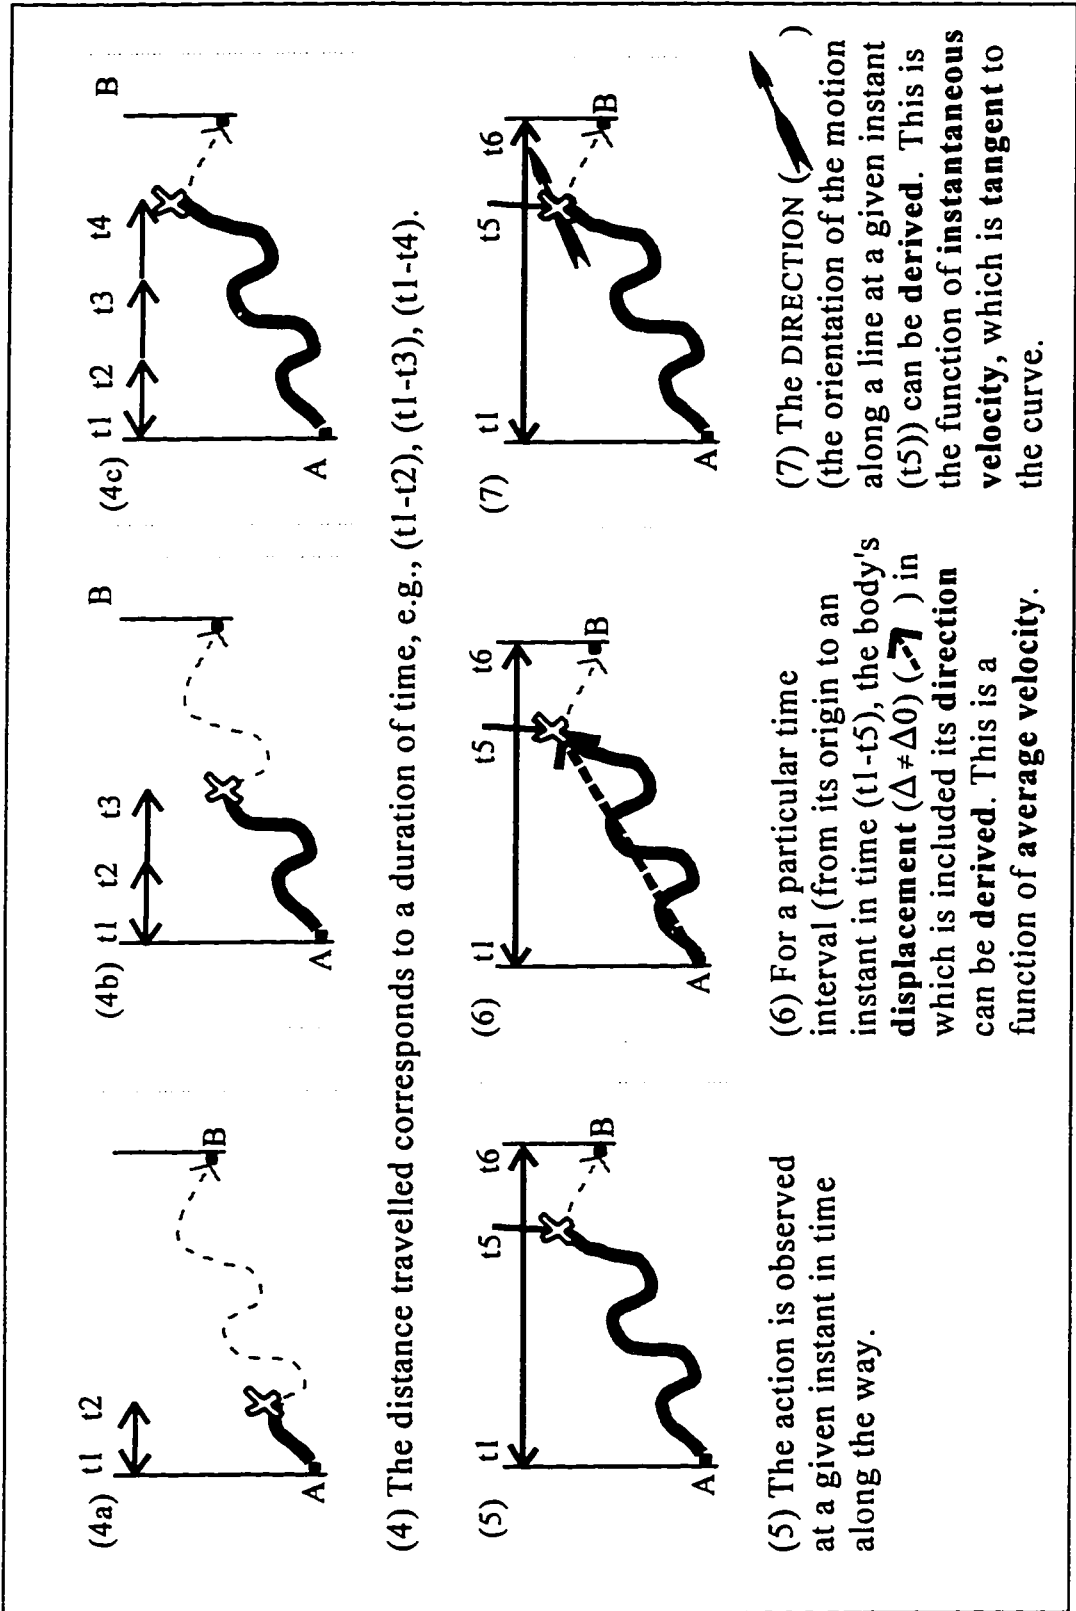 (4a)
t1 t2
A
B
(4b)
t1 t2 t3
A
B
(4c)
t1 t2 t3 t4
A
B
(4) The distance travelled corresponds to a duration of time, e.g., (t1-t2), (t1-t3), (t1-t4).
(5)
t1 t5 t6
A
B
(6)
t1 t5 t6
A
B
(7)
t1 t5 t6
A
B
(5) The action is observed
at a given instant in time
along the way.
(6) For a particular time
interval (from its origin to an
instant in time (t1-t5), the body's
displacement (Δ ≠ Δ0) ( ) in
which is included its direction
can be derived. This is a
function of average velocity.
(7) The DIRECTION ( )
(the orientation of the motion
along a line at a given instant
(t5)) can be derived. This is
the function of instantaneous
velocity, which is tangent to
the curve.